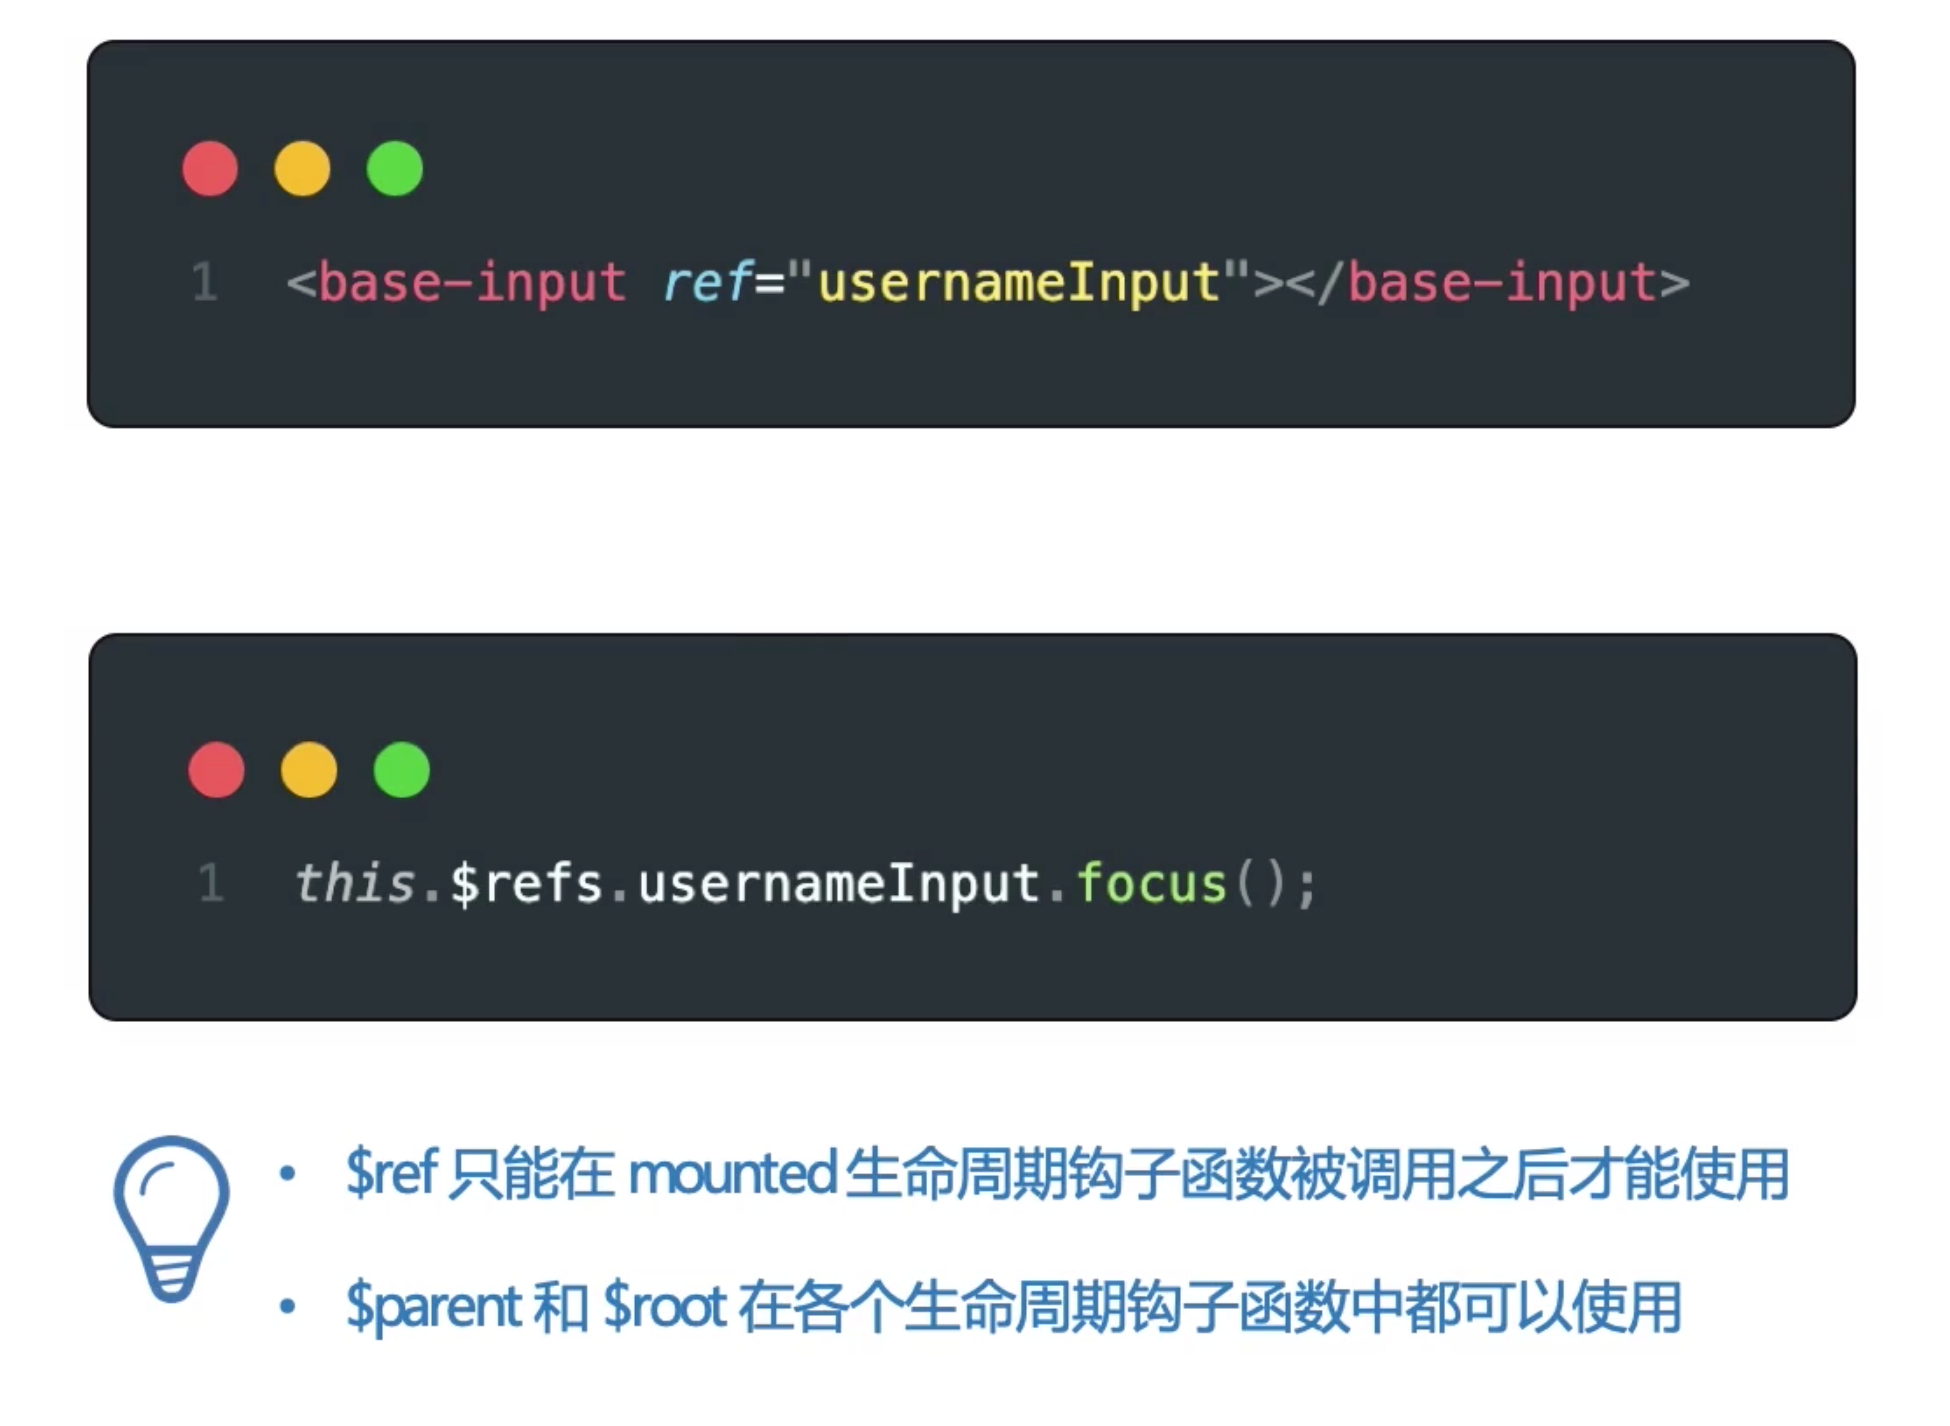 1 <base-input ref="usernameInput"></base-input>
1 this.$refs.usernameInput.focus();
• $ref 只能在 mounted 生命周期钩子函数被调用之后才能使用
• $parent 和 $root 在各个生命周期钩子函数中都可以使用